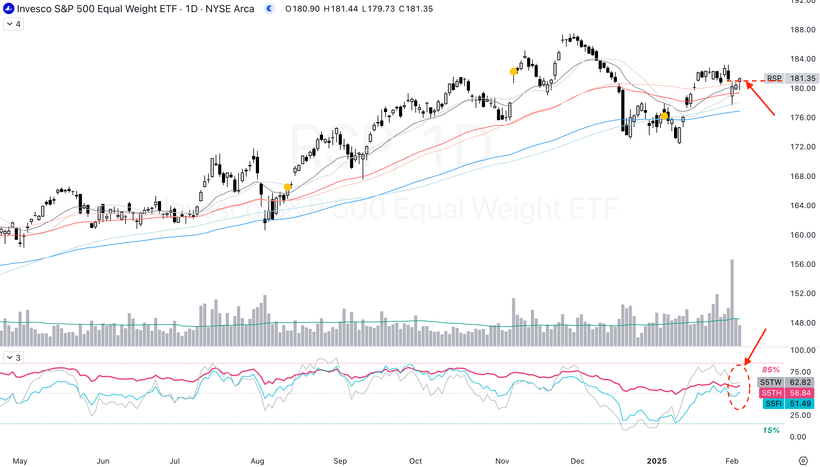 Invesco S&P 500 Equal Weight ETF · 1D · NYSE Arca O180.90 H181.44 L179.73 C181.35
4
192.00
188.00
184.00
RSP 181.35
180.00
176.00
172.00
168.00
164.00
160.00
156.00
152.00
148.00
RSP, 1D
Invesco S&P 500 Equal Weight ETF
3
100.00
85%
75.00
S5TW 62.82
S5TH 58.84
S5FI 51.49
25.00
15%
0.00
May Jun Jul Aug Sep Oct Nov Dec 2025 Feb